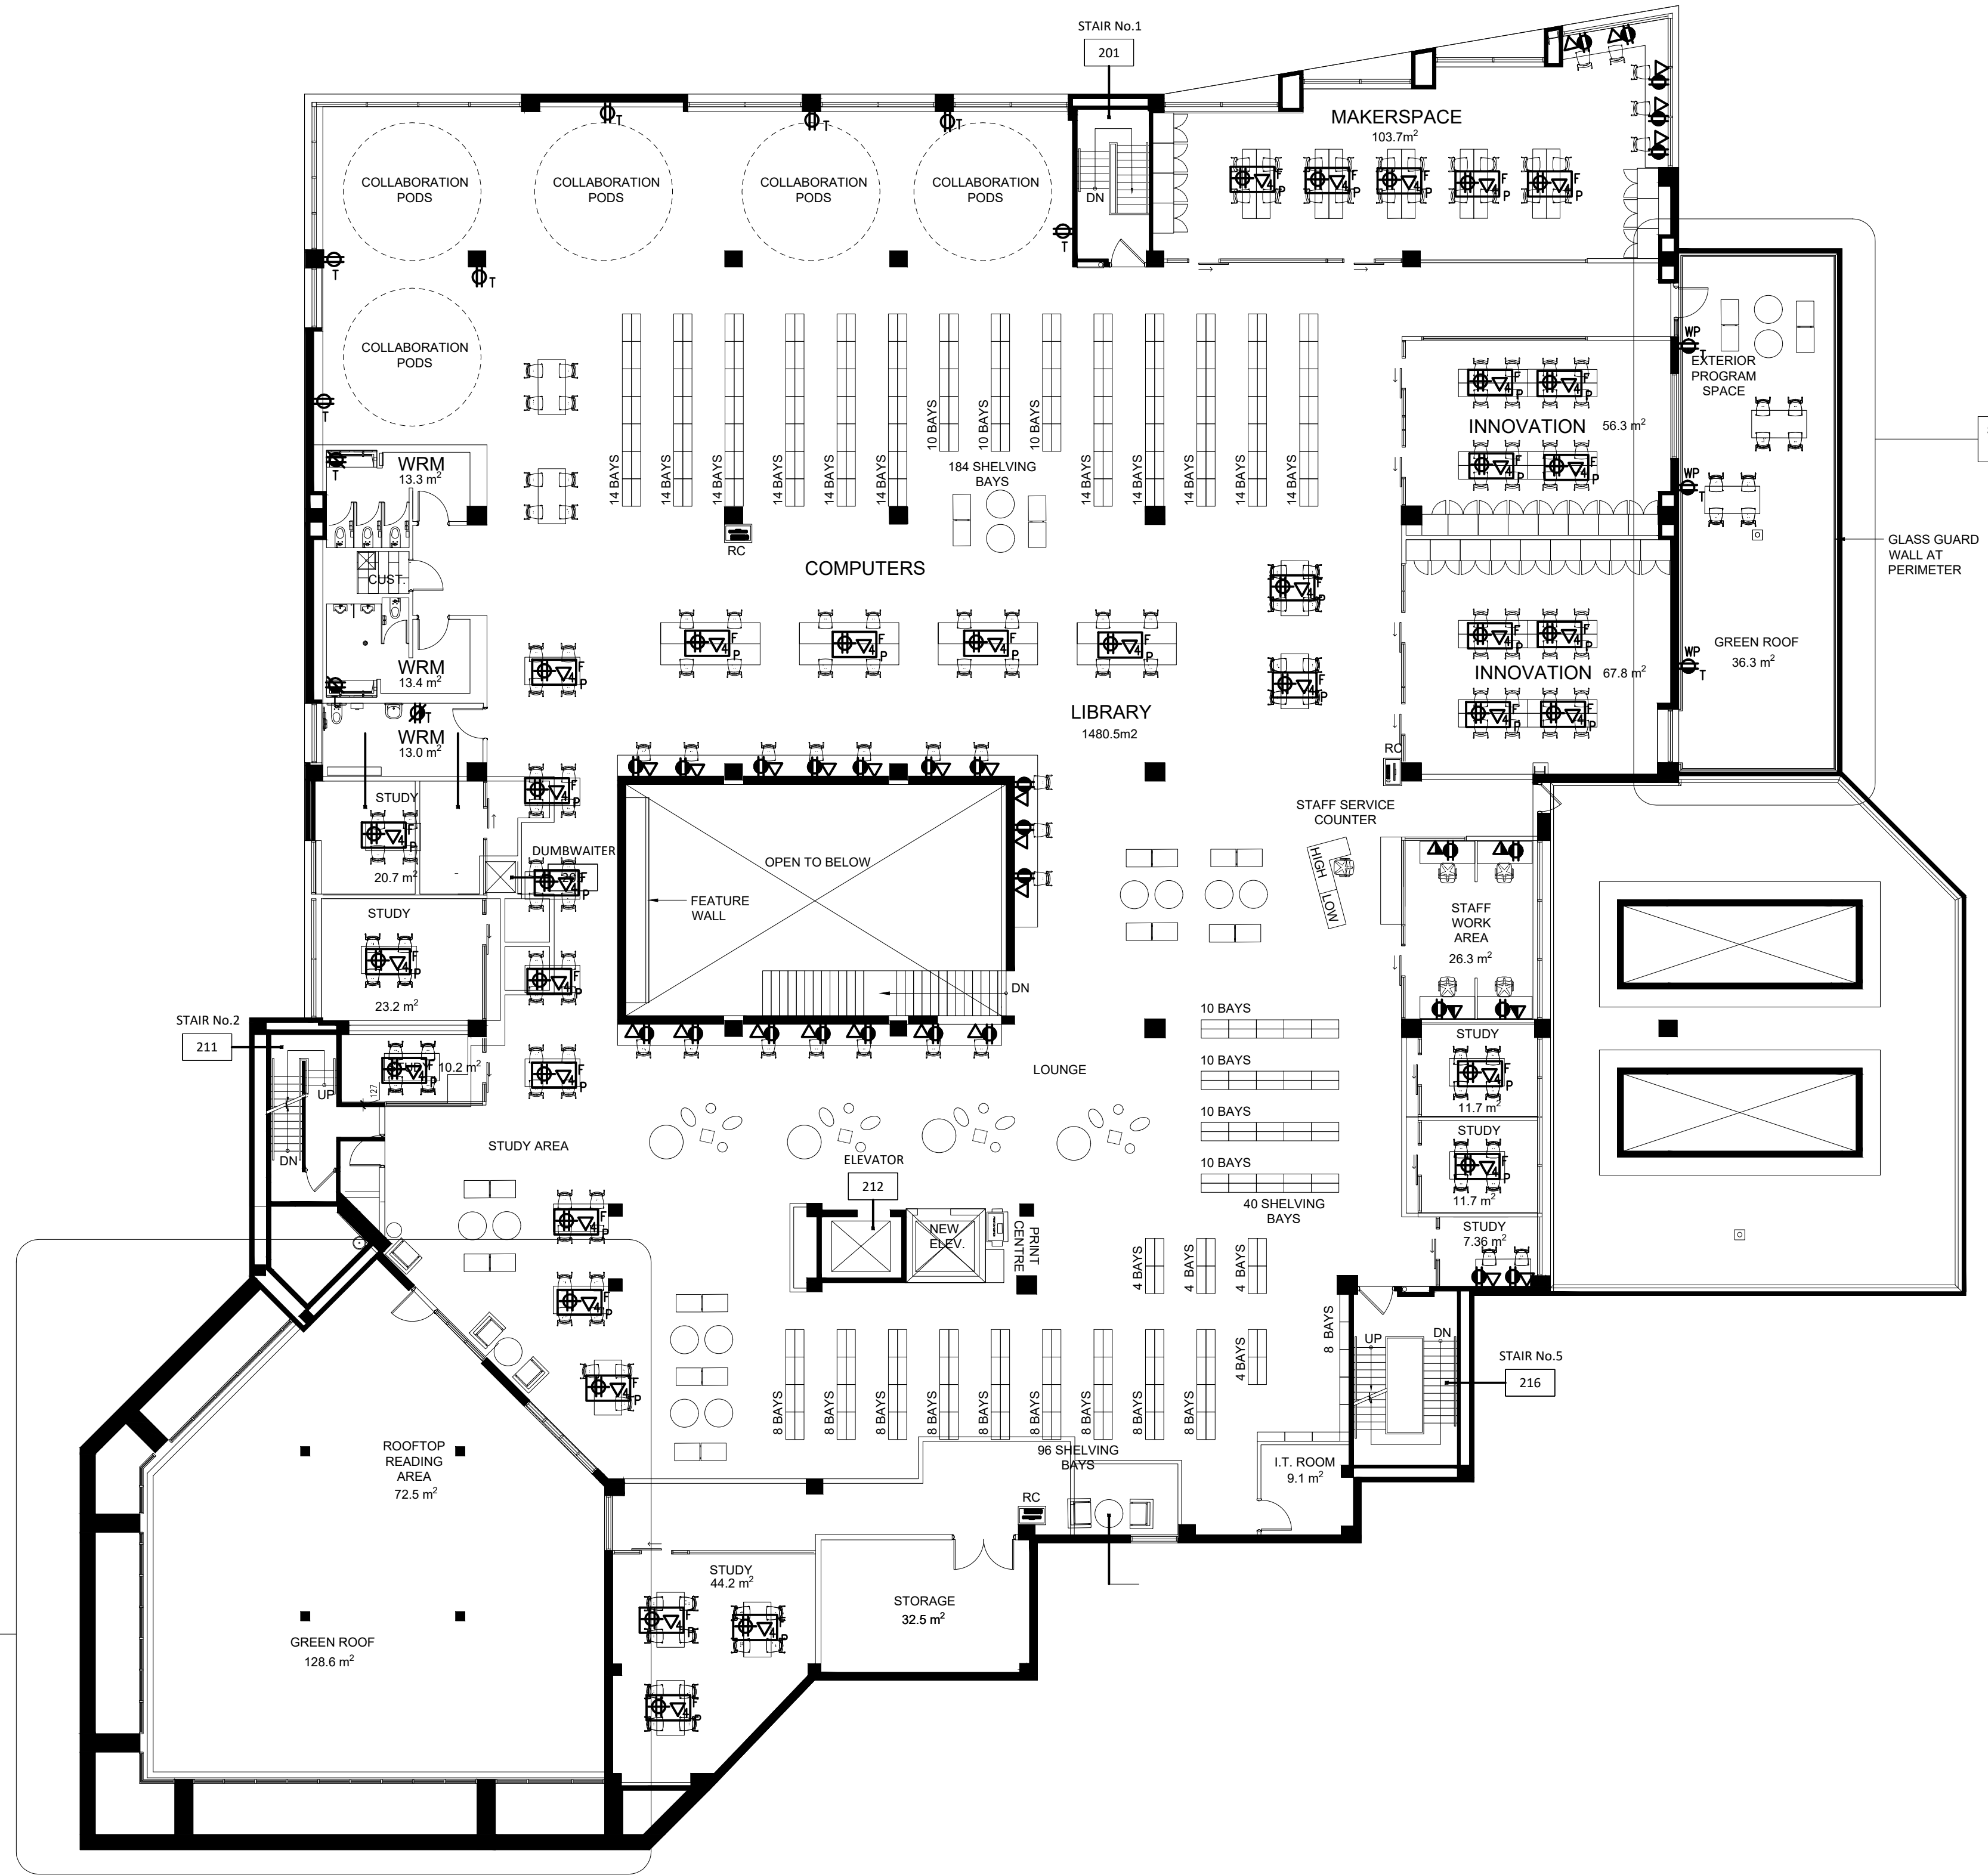 STAIR No.1
201
MAKERSPACE
103.7m²
COLLABORATION
PODS
COLLABORATION
PODS
COLLABORATION
PODS
COLLABORATION
PODS
DN
T
T
T
T
T
T
F
P
F
P
F
P
F
P
F
P
4
4
4
4
4
COLLABORATION
PODS
T
14 BAYS
14 BAYS
14 BAYS
14 BAYS
14 BAYS
14 BAYS
10 BAYS
10 BAYS
10 BAYS
14 BAYS
14 BAYS
14 BAYS
14 BAYS
14 BAYS
184 SHELVING
BAYS
WP
T
EXTERIOR
PROGRAM
SPACE
INNOVATION 56.3 m²
WP
T
WRM
13.3 m²
T
RC
COMPUTERS
CUST.
GLASS GUARD
WALL AT
PERIMETER
WRM
13.4 m²
INNOVATION 67.8 m²
WP
T
GREEN ROOF
36.3 m²
LIBRARY
1480.5m2
T
WRM
13.0 m²
RC
STUDY
20.7 m²
DUMBWAITER
OPEN TO BELOW
FEATURE
WALL
STAFF SERVICE
COUNTER
HIGH
LOW
STAFF
WORK
AREA
26.3 m²
STUDY
23.2 m²
DN
STAIR No.2
211
UP
DN
10.2 m²
127
LOUNGE
10 BAYS
10 BAYS
10 BAYS
10 BAYS
40 SHELVING
BAYS
STUDY
11.7 m²
STUDY
11.7 m²
STUDY
7.36 m²
STUDY AREA
ELEVATOR
212
NEW
ELEV.
PRINT
CENTRE
4 BAYS
4 BAYS
4 BAYS
4 BAYS
8 BAYS
UP
DN
STAIR No.5
216
8 BAYS
8 BAYS
8 BAYS
8 BAYS
8 BAYS
8 BAYS
8 BAYS
8 BAYS
8 BAYS
96 SHELVING
BAYS
I.T. ROOM
9.1 m²
RC
ROOFTOP
READING
AREA
72.5 m²
STUDY
44.2 m²
STORAGE
32.5 m²
GREEN ROOF
128.6 m²